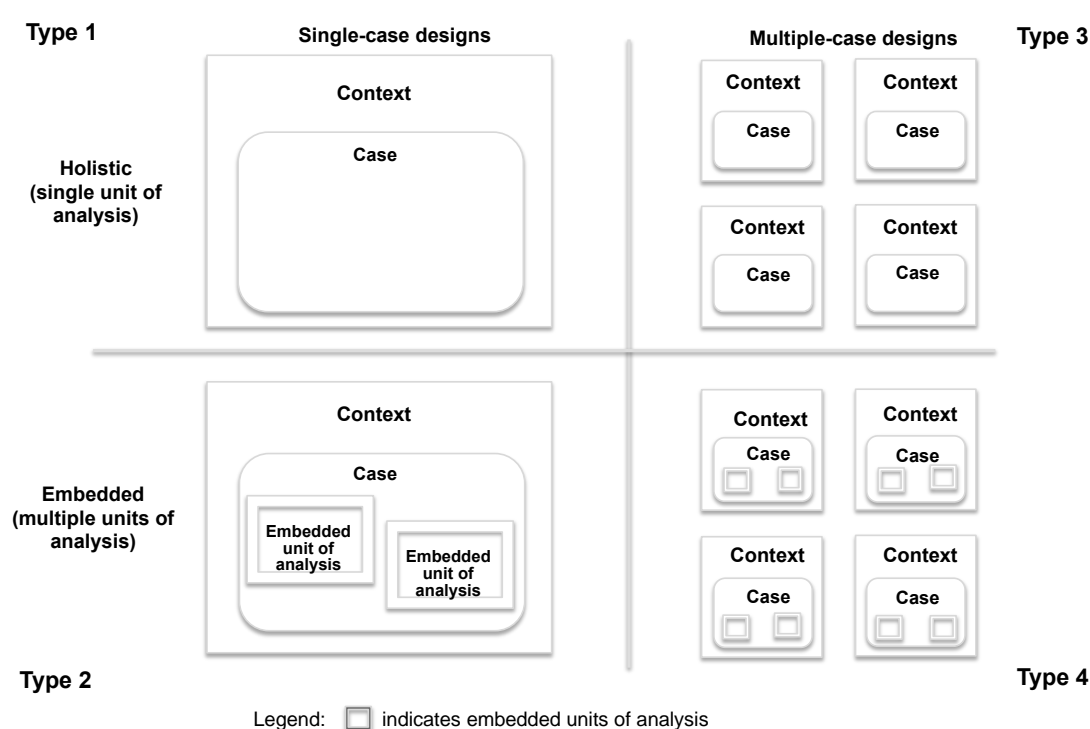 Type 1
Single-case designs
Multiple-case designs
Type 3
Holistic
(single unit of
analysis)
Context
Case
Context
Case
Context
Case
Context
Case
Context
Case
Embedded
(multiple units of
analysis)
Context
Case
Embedded
unit of
analysis
Embedded
unit of
analysis
Context
Case
Context
Case
Context
Case
Context
Case
Type 2
Type 4
Legend: indicates embedded units of analysis